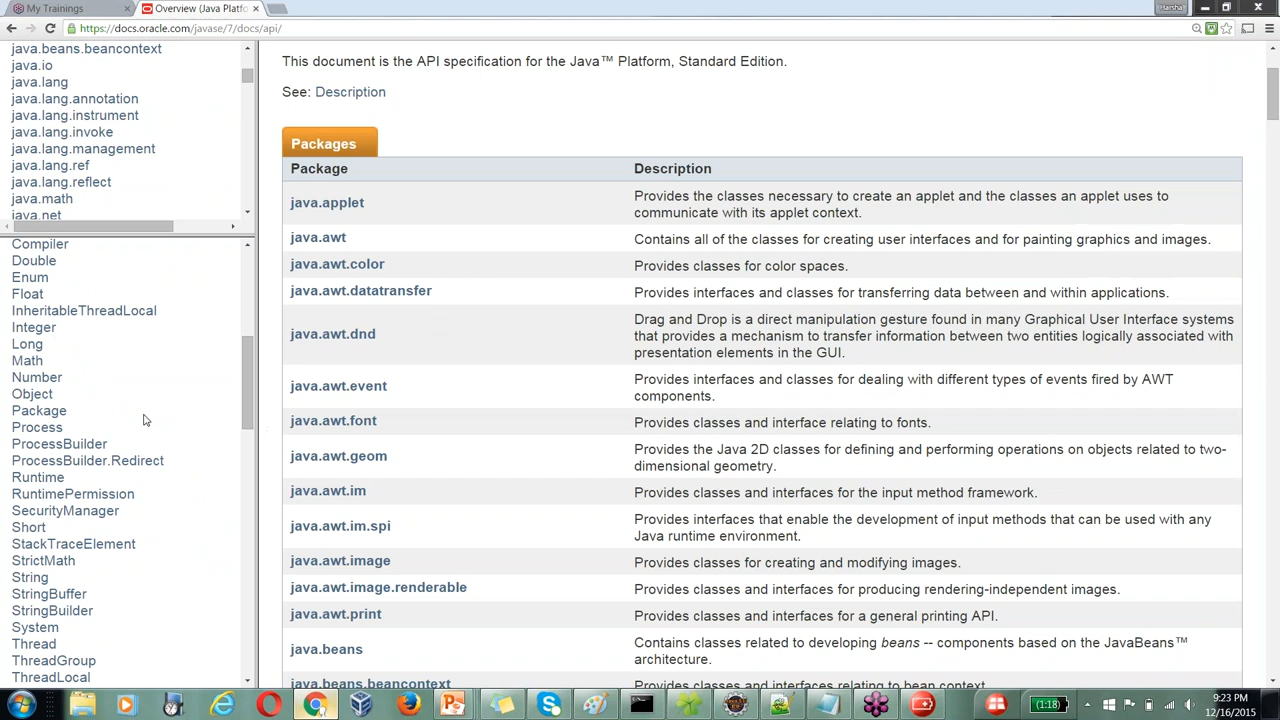 My Trainings
Overview (Java Platfo
Harsha
https://docs.oracle.com/javase/7/docs/api/
java.beans.beancontext
java.io
java.lang
java.lang.annotation
java.lang.instrument
java.lang.invoke
java.lang.management
java.lang.ref
java.lang.reflect
java.math
java.net
Compiler
Double
Enum
Float
InheritableThreadLocal
Integer
Long
Math
Number
Object
Package
Process
ProcessBuilder
ProcessBuilder.Redirect
Runtime
RuntimePermission
SecurityManager
Short
StackTraceElement
StrictMath
String
StringBuffer
StringBuilder
System
Thread
ThreadGroup
ThreadLocal
This document is the API specification for the Java™ Platform, Standard Edition.
See: Description
Packages
Package Description
java.applet Provides the classes necessary to create an applet and the classes an applet uses to
communicate with its applet context.
java.awt Contains all of the classes for creating user interfaces and for painting graphics and images.
java.awt.color Provides classes for color spaces.
java.awt.datatransfer Provides interfaces and classes for transferring data between and within applications.
java.awt.dnd Drag and Drop is a direct manipulation gesture found in many Graphical User Interface systems
that provides a mechanism to transfer information between two entities logically associated with
presentation elements in the GUI.
java.awt.event Provides interfaces and classes for dealing with different types of events fired by AWT
components.
java.awt.font Provides classes and interface relating to fonts.
java.awt.geom Provides the Java 2D classes for defining and performing operations on objects related to two-
dimensional geometry.
java.awt.im Provides classes and interfaces for the input method framework.
java.awt.im.spi Provides interfaces that enable the development of input methods that can be used with any
Java runtime environment.
java.awt.image Provides classes for creating and modifying images.
java.awt.image.renderable Provides classes and interfaces for producing rendering-independent images.
java.awt.print Provides classes and interfaces for a general printing API.
java.beans Contains classes related to developing beans -- components based on the JavaBeans™
architecture.
java.beans.beancontext Provides classes and interfaces relating to bean context.
(1:18)
9:23 PM
12/16/2015